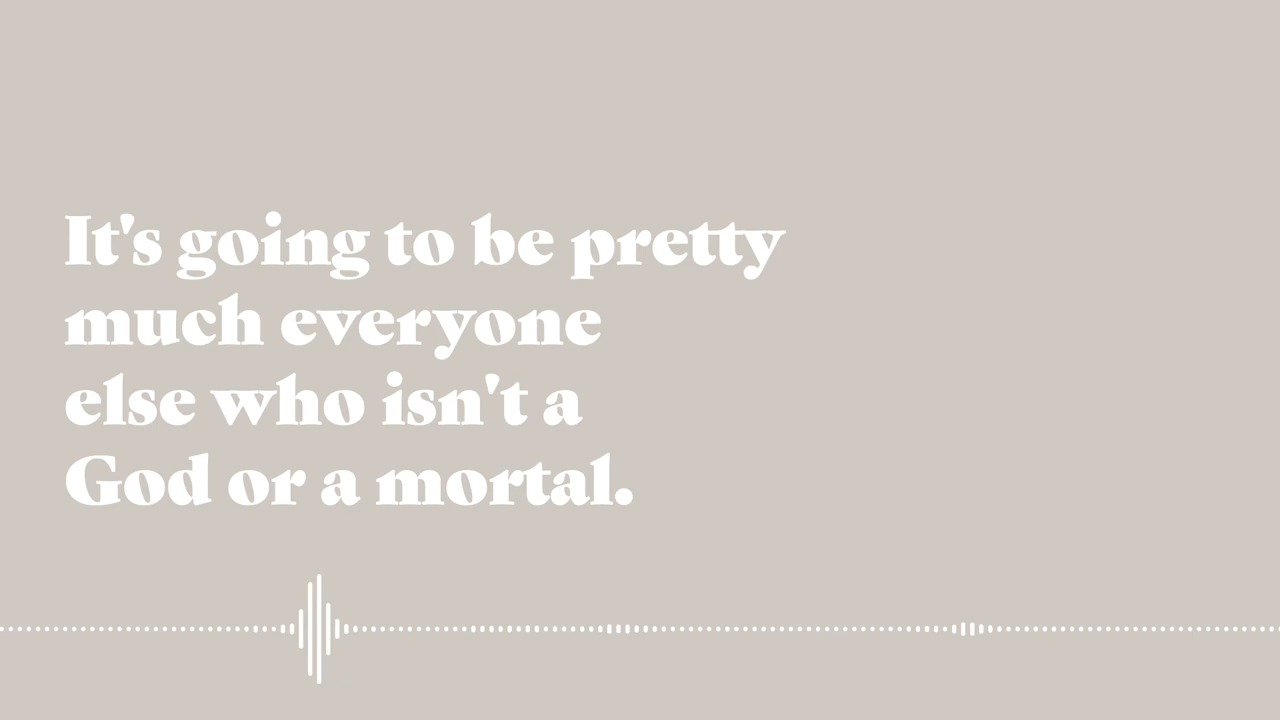 It's going to be pretty
much everyone
else who isn't a
God or a mortal.